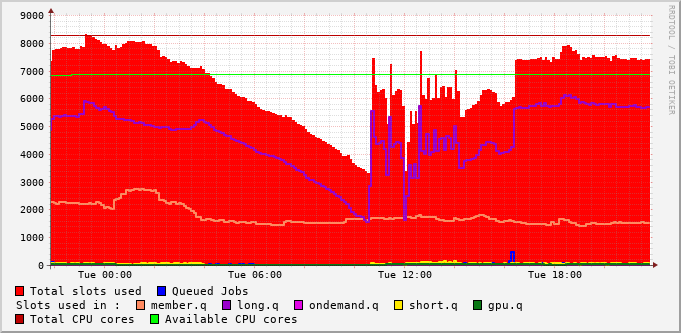 9000
8000
7000
6000
5000
4000
3000
2000
1000
0
Tue 00:00 Tue 06:00 Tue 12:00 Tue 18:00
RRDTOOL / TOBI OETIKER
Total slots used Queued Jobs
Slots used in : member.q long.q ondemand.q short.q gpu.q
Total CPU cores Available CPU cores